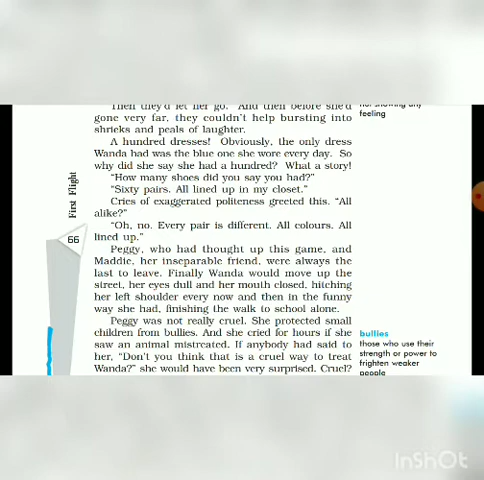 Then they'd let her go. And then before she'd
gone very far, they couldn't help bursting into
shrieks and peals of laughter.
A hundred dresses! Obviously, the only dress
Wanda had was the blue one she wore every day. So
why did she say she had a hundred? What a story!
"How many shoes did you say you had?"
"Sixty pairs. All lined up in my closet."
Cries of exaggerated politeness greeted this. "All
alike?"
"Oh, no. Every pair is different. All colours. All
lined up."
Peggy, who had thought up this game, and
Maddie, her inseparable friend, were always the
last to leave. Finally Wanda would move up the
street, her eyes dull and her mouth closed, hitching
her left shoulder every now and then in the funny
way she had, finishing the walk to school alone.
Peggy was not really cruel. She protected small
children from bullies. And she cried for hours if she
saw an animal mistreated. If anybody had said to
her, "Don't you think that is a cruel way to treat
Wanda?" she would have been very surprised. Cruel?
not showing any
feeling
bullies
those who use their
strength or power to
frighten weaker
people
First Flight
66
InShOt